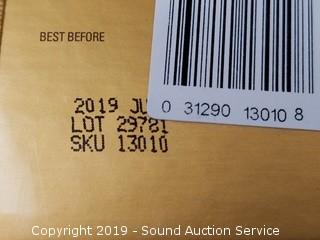 BEST BEFORE
2019 JU
LOT 29781
SKU 13010
0 31290 13010 8
Copyright 2019 - Sound Auction Service